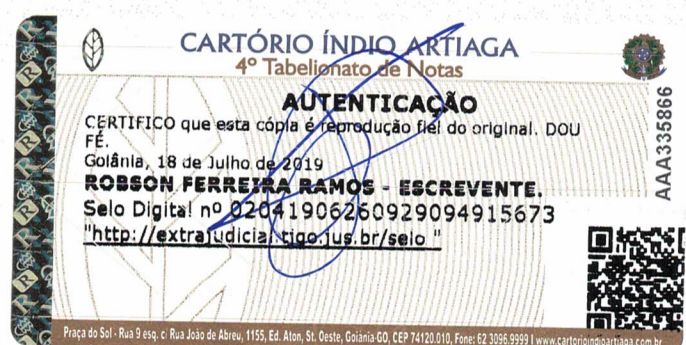 CARTÓRIO ÍNDIO ARTIAGA
4º Tabelionato de Notas
AUTENTICAÇÃO
CERTIFICO que esta cópia é reprodução fiel do original. DOU
FÉ.
Goiânia, 18 de Julho de 2019
ROBSON FERREIRA RAMOS - ESCREVENTE.
Selo Digital nº 02041906260929094915673
"http://extrajudicial.tjgo.jus.br/selo "
AAA335866
Praça do Sol - Rua 9 esq. c/ Rua João de Abreu, 1155, Ed. Aton, St. Oeste, Goiânia-GO, CEP 74120.010, Fone: 62 3096.9999 | www.cartorioindioartiaga.com.br